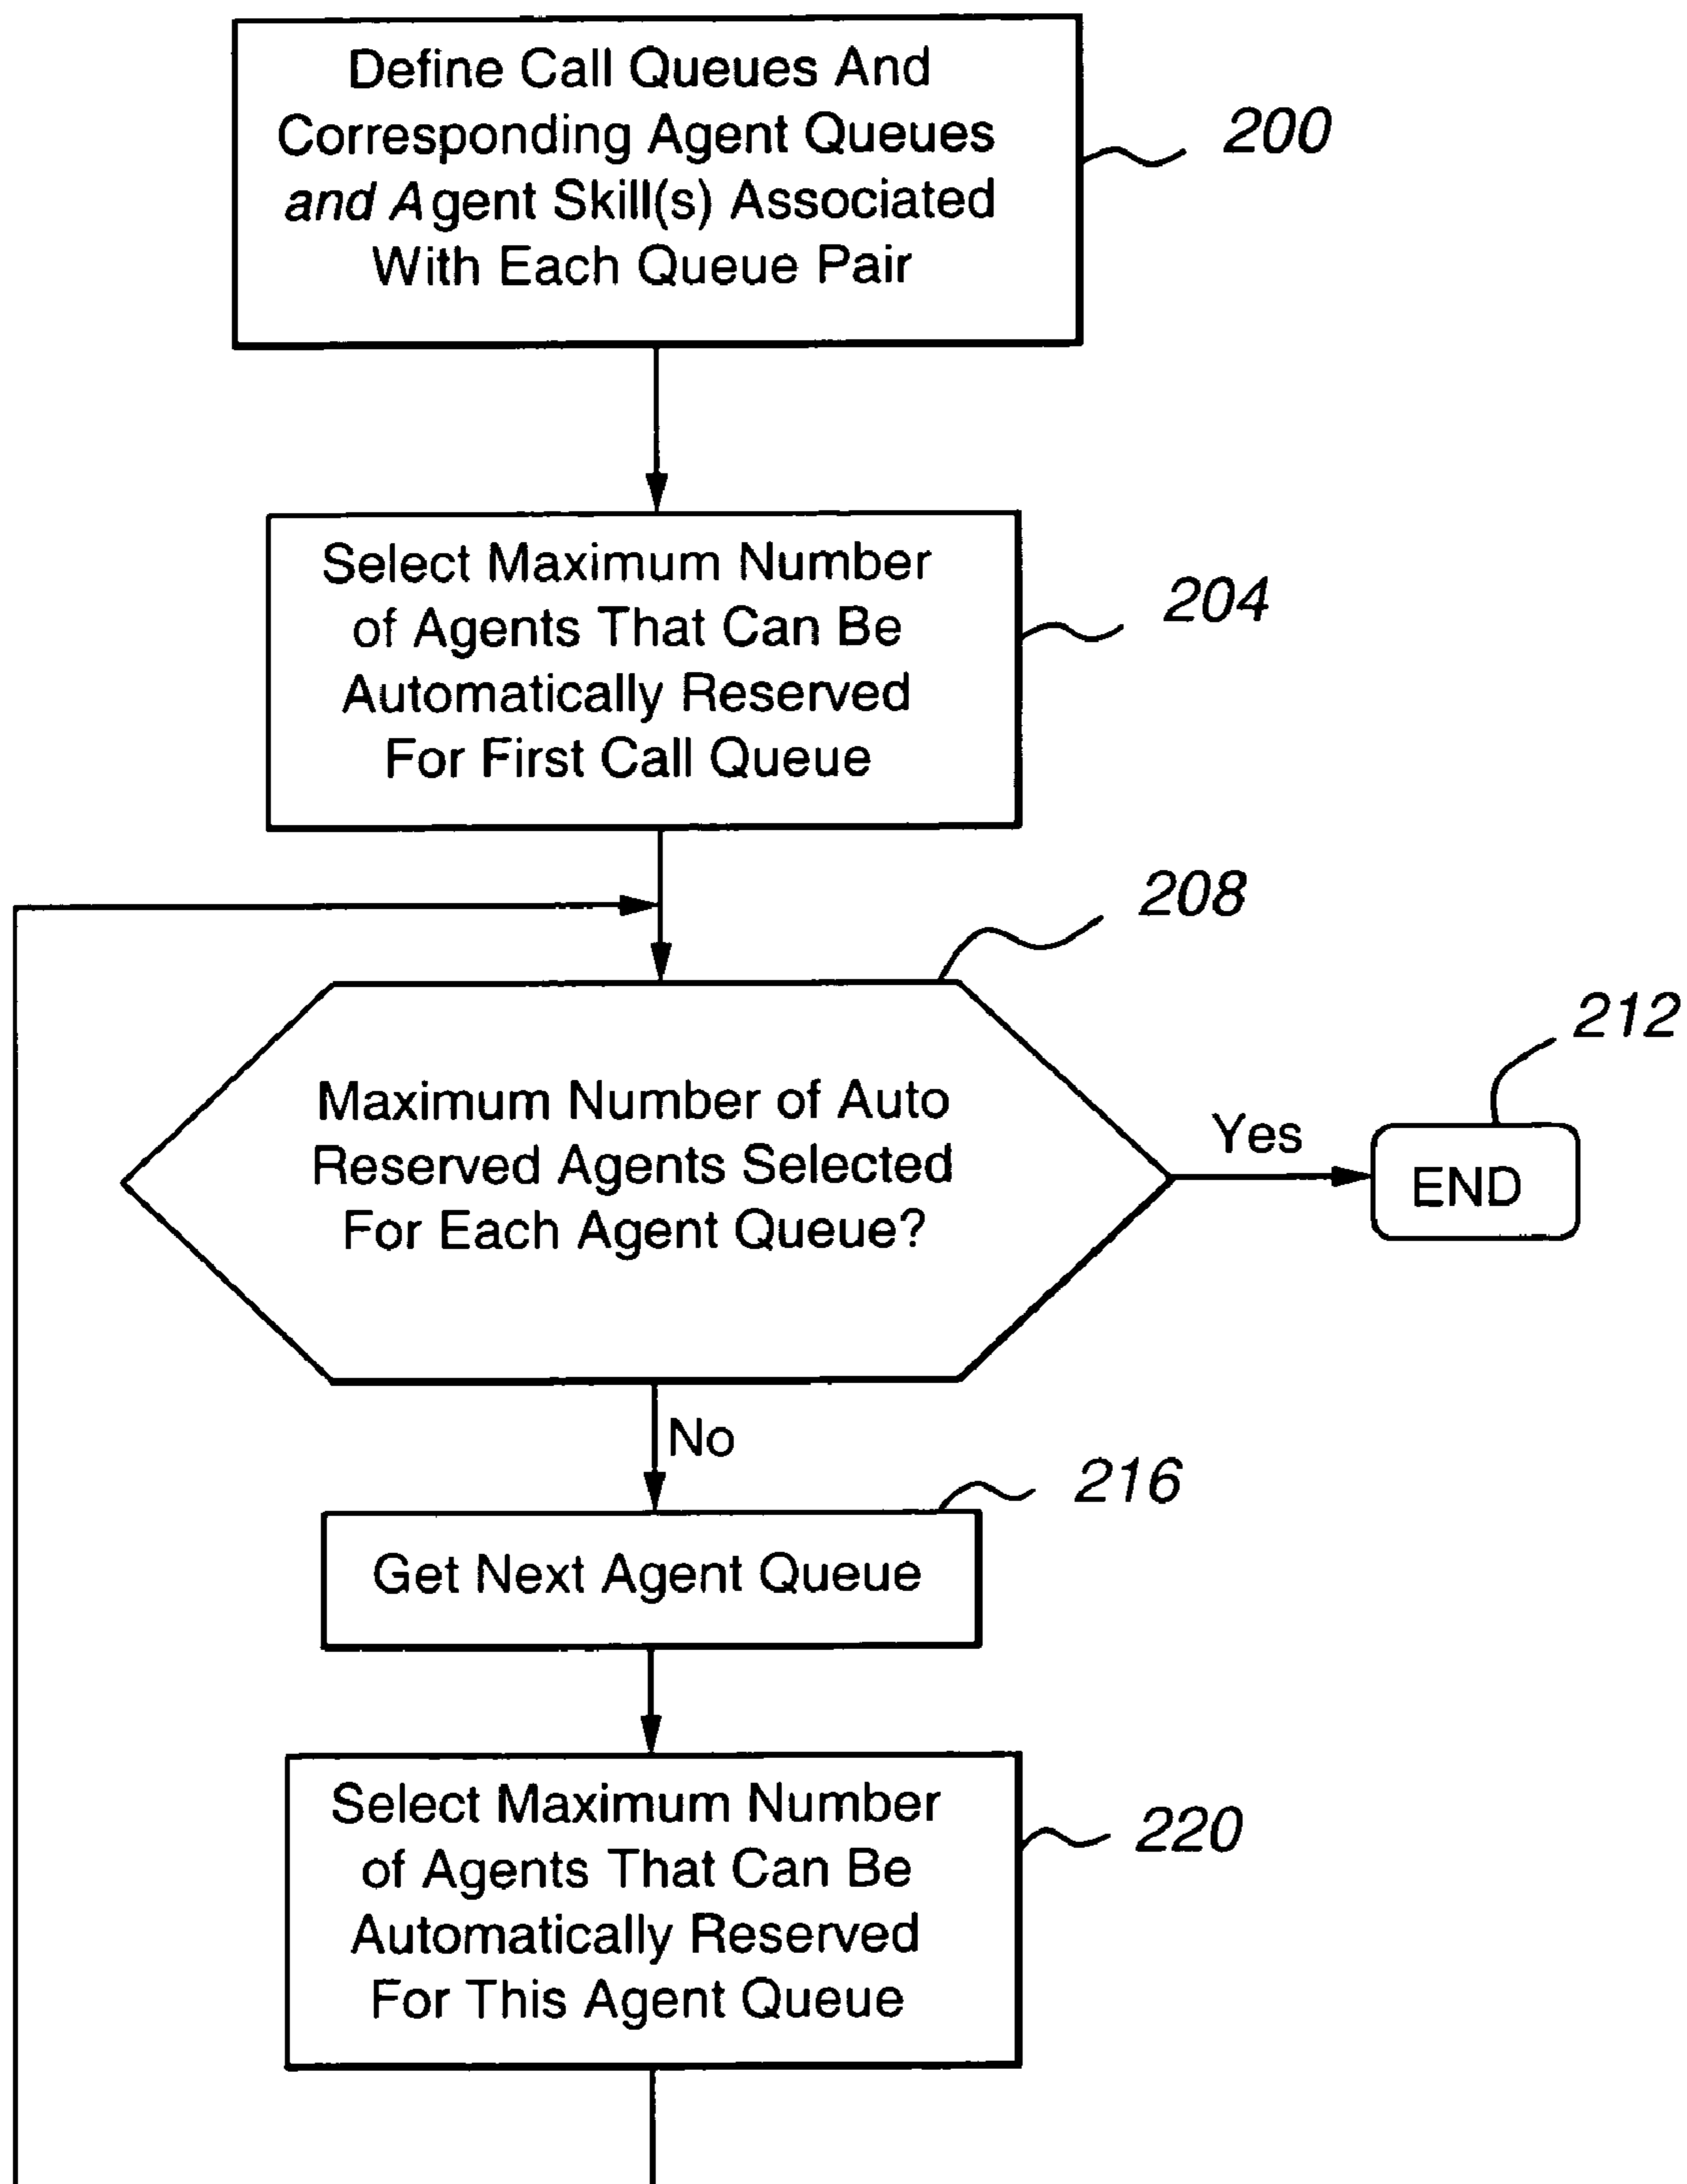 Define Call Queues And
Corresponding Agent Queues
and Agent Skill(s) Associated
With Each Queue Pair
200
Select Maximum Number
of Agents That Can Be
Automatically Reserved
For First Call Queue
204
208
Maximum Number of Auto
Reserved Agents Selected
For Each Agent Queue?
Yes
212
END
No
216
Get Next Agent Queue
Select Maximum Number
of Agents That Can Be
Automatically Reserved
For This Agent Queue
220